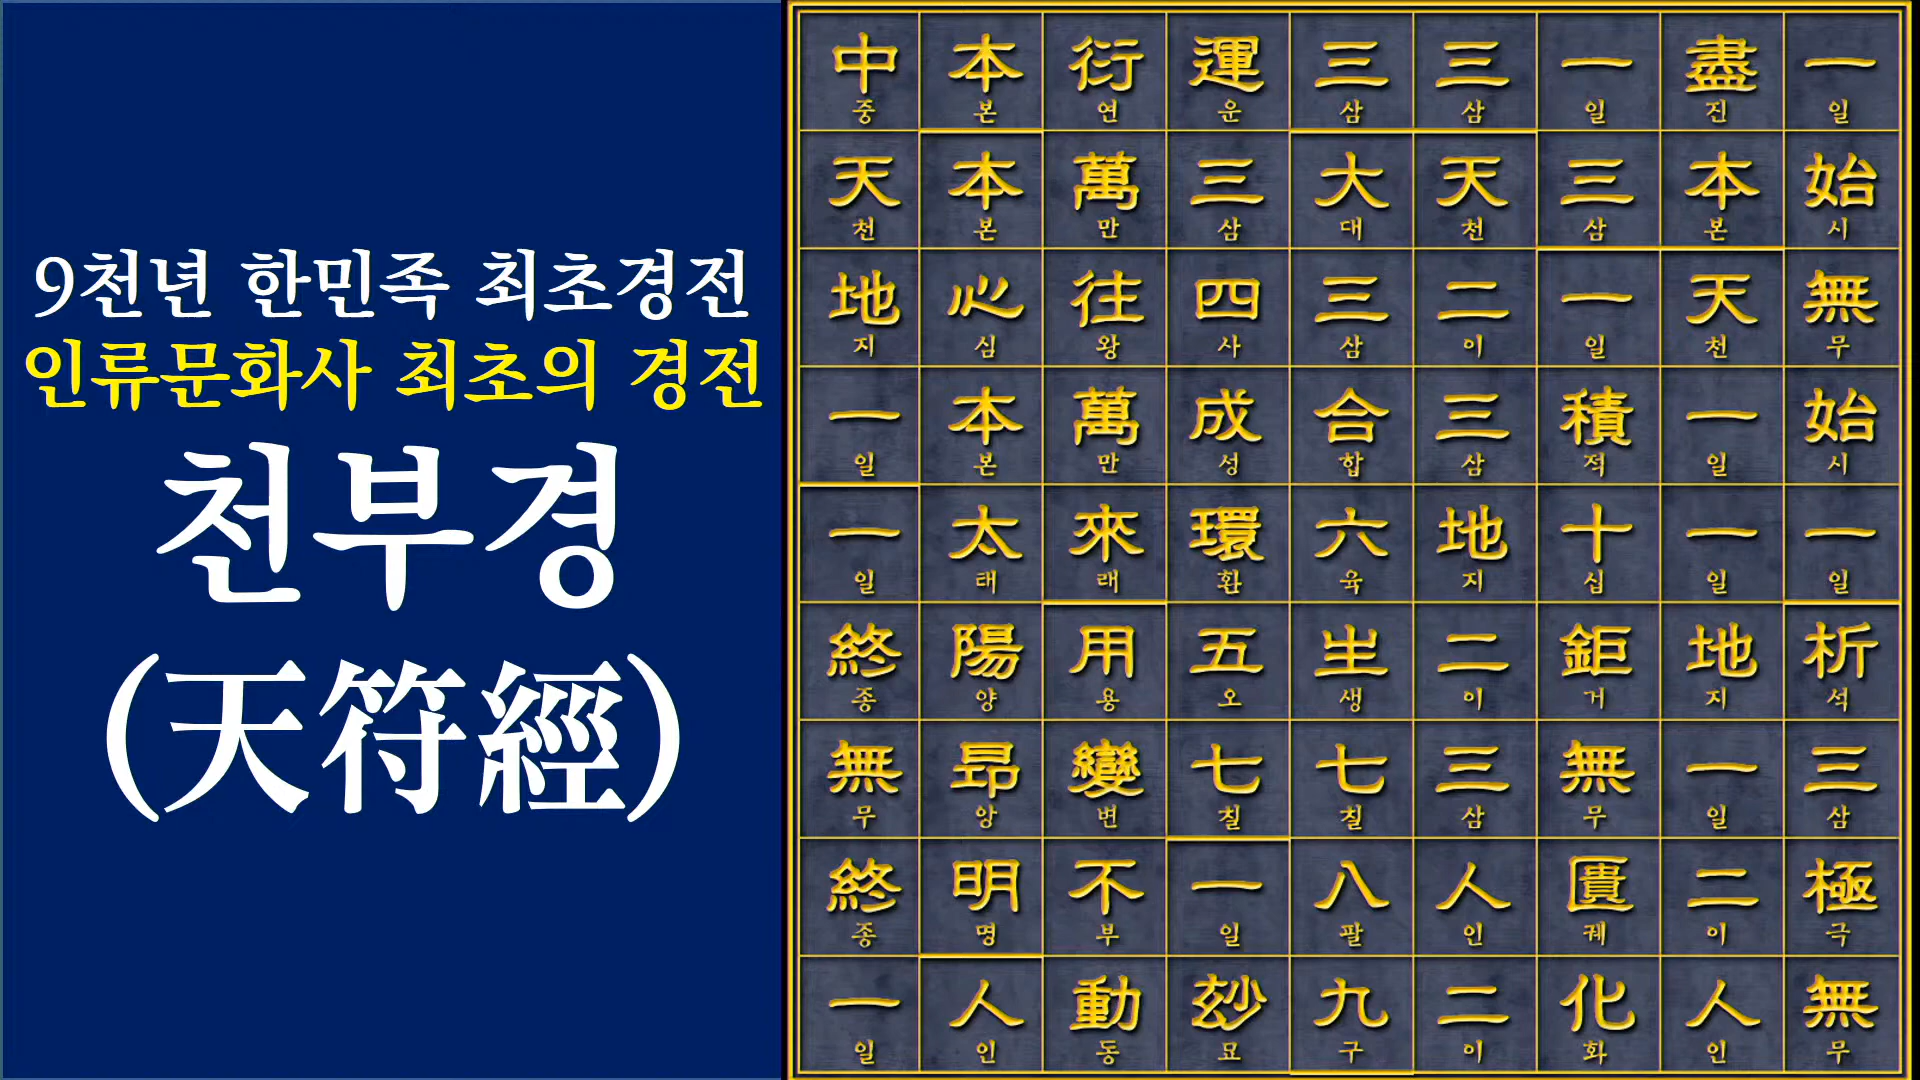 9천년 한민족 최초경전
인류문화사 최초의 경전
천부경
(天符經)
一始無始一析三極無
일시무시일석삼극무
盡本天一一地一二人
진본천일일지일이인
一三一積十鉅無匱化
일삼일적십거무궤화
三天二三地二三人二
삼천이삼지이삼인이
三大三合六生七八九
삼대삼합육생칠팔구
運三四成環五七一玅
운삼사성환오칠일묘
衍萬往萬來用變不動
연만왕만래용변부동
本本心本太陽昻明人
본본심본태양앙명인
中天地一一終無終一
중천지일일종무종일